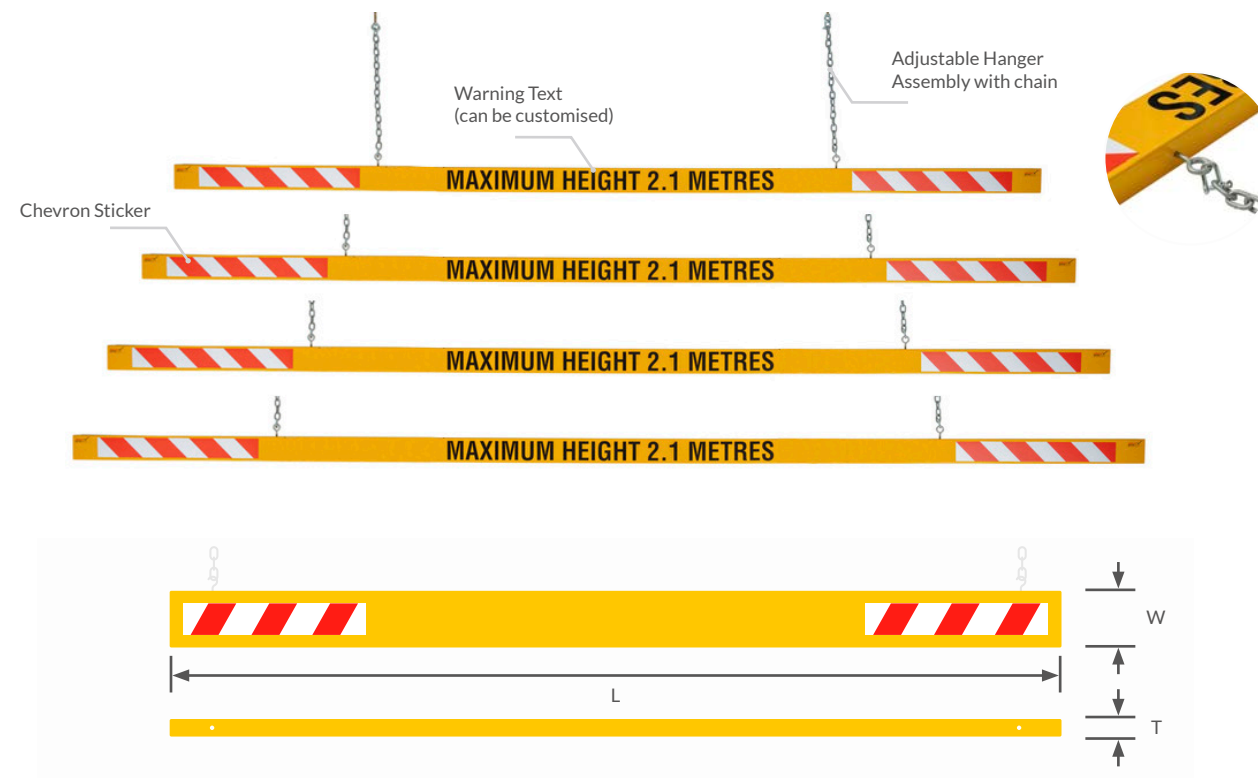 Adjustable Hanger
Assembly with chain
Warning Text
(can be customised)
ES
MAXIMUM HEIGHT 2.1 METRES
Chevron Sticker
MAXIMUM HEIGHT 2.1 METRES
MAXIMUM HEIGHT 2.1 METRES
MAXIMUM HEIGHT 2.1 METRES
W
L
T